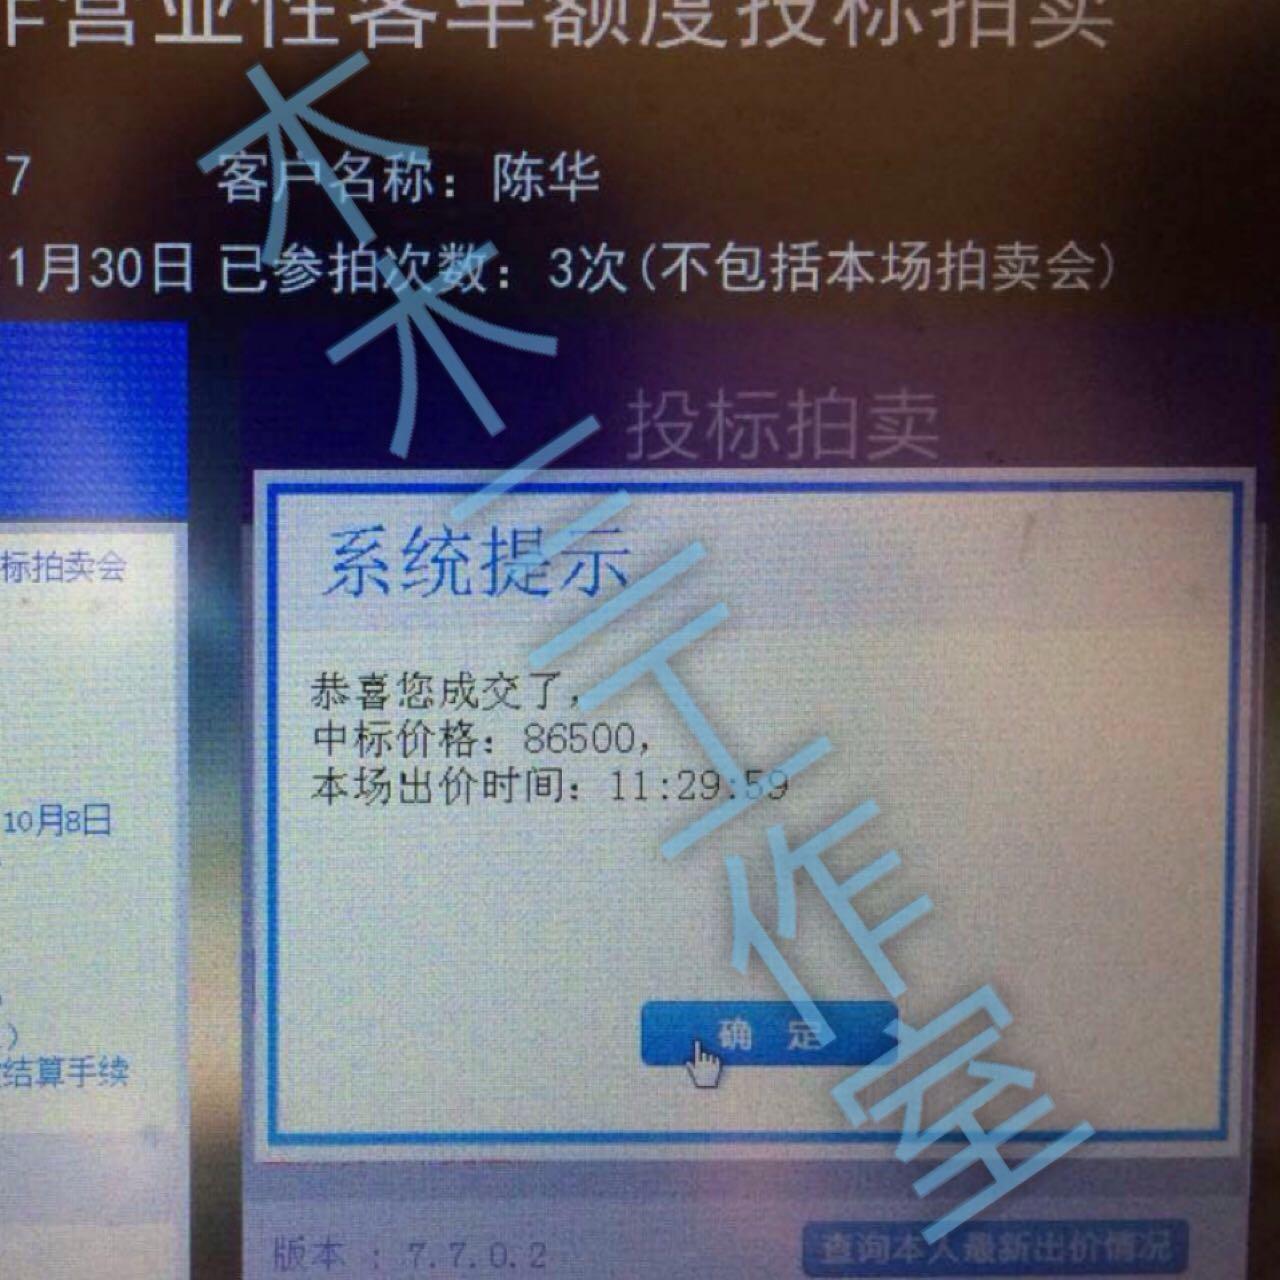 非营业性客车额度投标拍卖
7 客户名称：陈华
1月30日 已参拍次数：3次(不包括本场拍卖会)
投标拍卖
系统提示
标拍卖会
恭喜您成交了，
中标价格：86500，
本场出价时间：11:29:59
10月8日
确 定
结算手续
版本：7.7.0.2
查询本人最新出价情况
木木三工作室